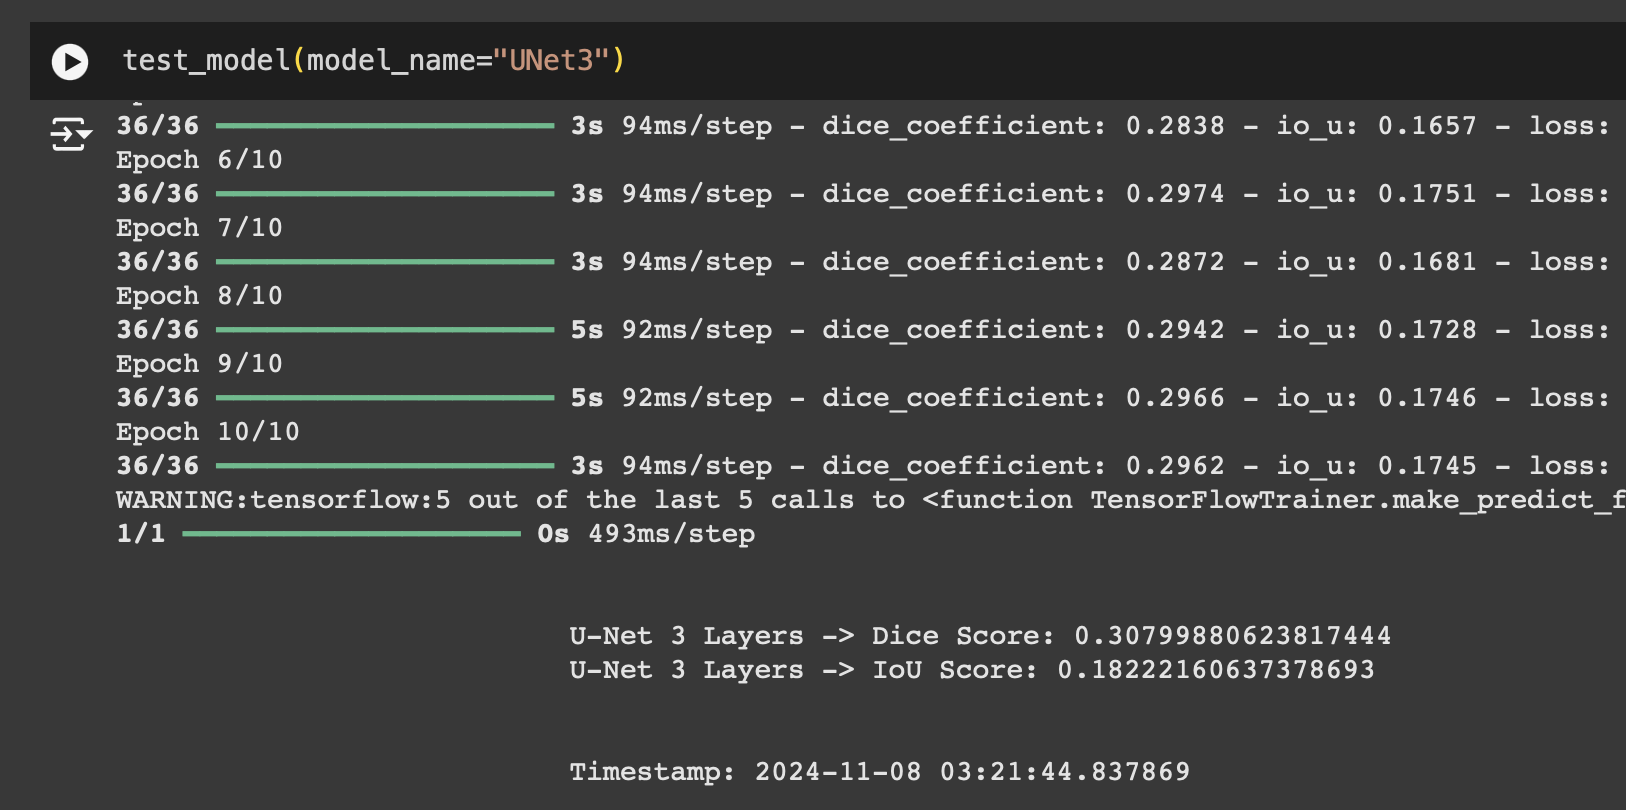 test_model(model_name="UNet3")
36/36 ━━━━━━━━━━━━━━━━━━━━ 3s 94ms/step - dice_coefficient: 0.2838 - io_u: 0.1657 - loss:
Epoch 6/10
36/36 ━━━━━━━━━━━━━━━━━━━━ 3s 94ms/step - dice_coefficient: 0.2974 - io_u: 0.1751 - loss:
Epoch 7/10
36/36 ━━━━━━━━━━━━━━━━━━━━ 3s 94ms/step - dice_coefficient: 0.2872 - io_u: 0.1681 - loss:
Epoch 8/10
36/36 ━━━━━━━━━━━━━━━━━━━━ 5s 92ms/step - dice_coefficient: 0.2942 - io_u: 0.1728 - loss:
Epoch 9/10
36/36 ━━━━━━━━━━━━━━━━━━━━ 5s 92ms/step - dice_coefficient: 0.2966 - io_u: 0.1746 - loss:
Epoch 10/10
36/36 ━━━━━━━━━━━━━━━━━━━━ 3s 94ms/step - dice_coefficient: 0.2962 - io_u: 0.1745 - loss:
WARNING:tensorflow:5 out of the last 5 calls to <function TensorFlowTrainer.make_predict_f
1/1 ━━━━━━━━━━━━━━━━━━━━ 0s 493ms/step
U-Net 3 Layers -> Dice Score: 0.30799880623817444
U-Net 3 Layers -> IoU Score: 0.18222160637378693
Timestamp: 2024-11-08 03:21:44.837869